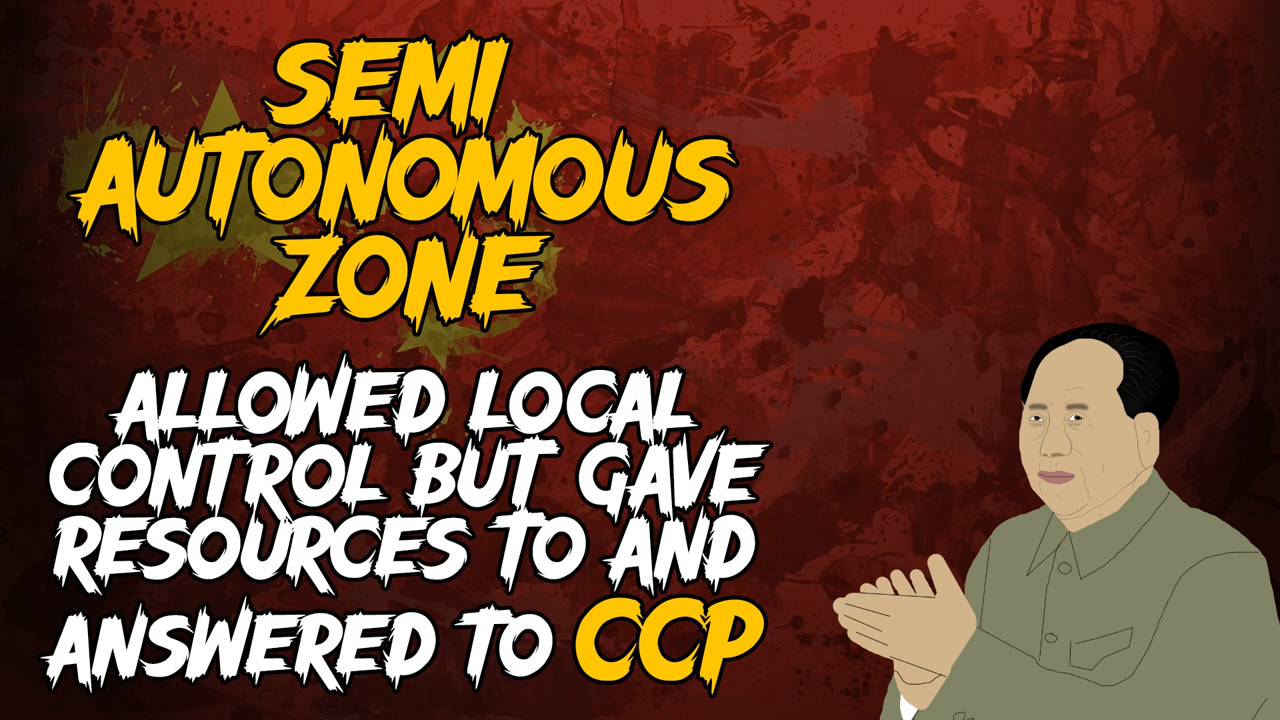 SEMI
AUTONOMOUS
ZONE
ALLOWED LOCAL
CONTROL BUT GAVE
RESOURCES TO AND
ANSWERED TO CCP